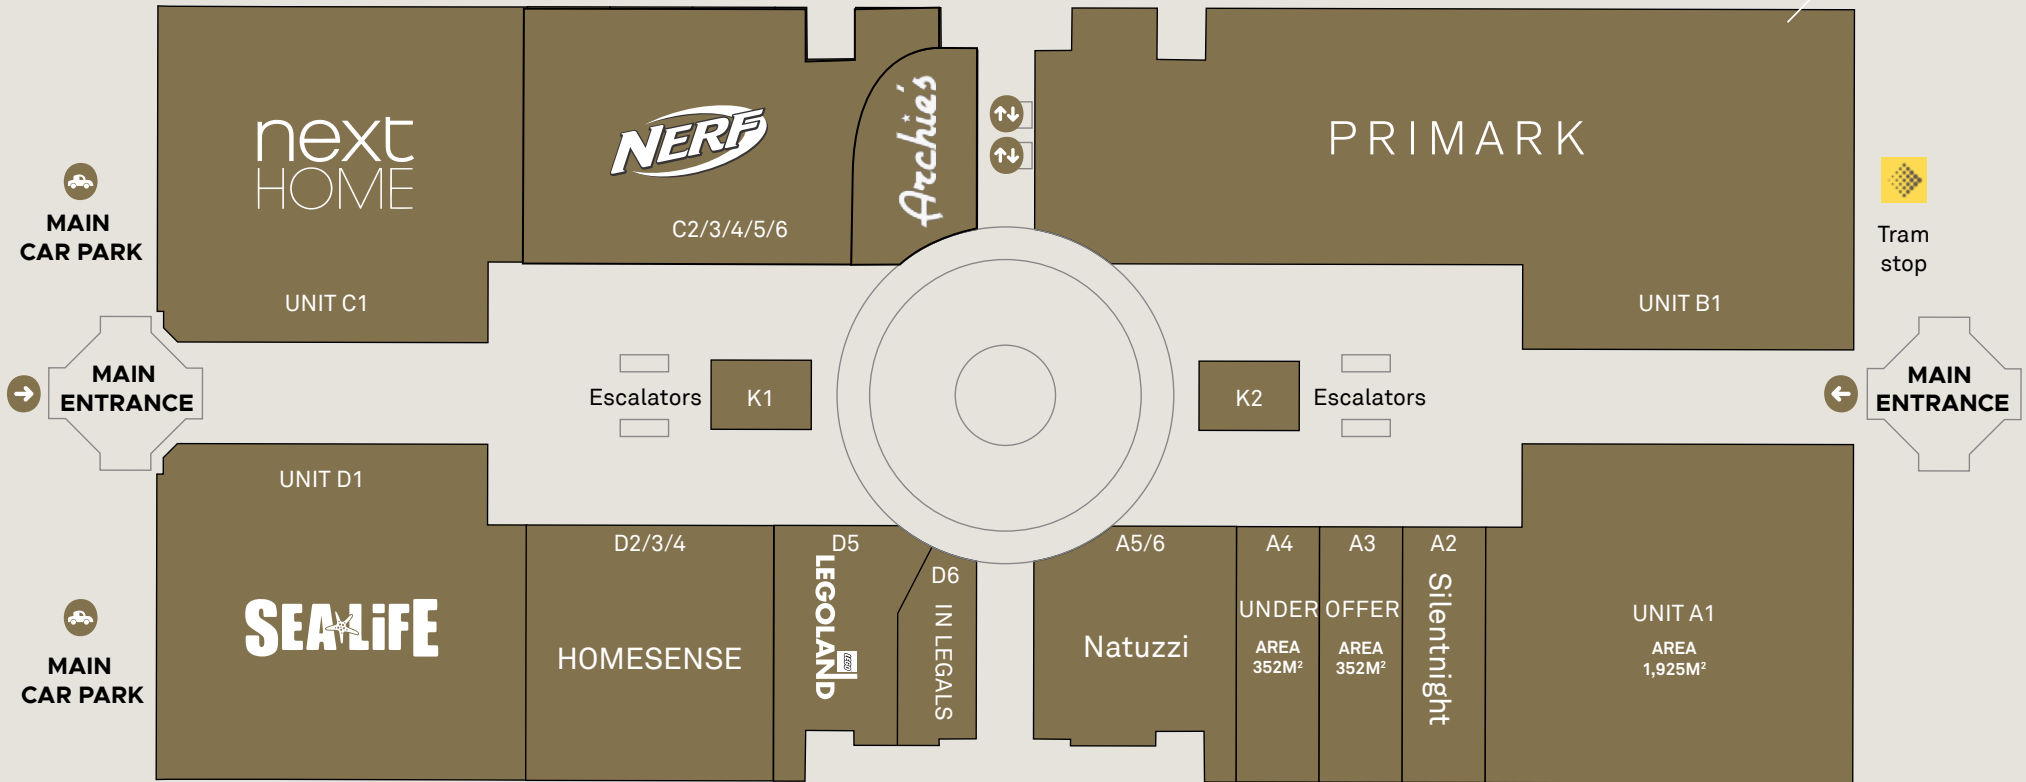 next
HOME
UNIT C1
NERF
C2/3/4/5/6
Archie's
PRIMARK
UNIT B1
MAIN
CAR PARK
Tram
stop
MAIN
ENTRANCE
Escalators
K1
K2
Escalators
MAIN
ENTRANCE
UNIT D1
SEA LiFE
MAIN
CAR PARK
D2/3/4
HOMESENSE
D5
LEGOLAND
LEGO
D6
IN LEGALS
A5/6
Natuzzi
A4
A3
UNDER OFFER
AREA
352M²
AREA
352M²
A2
Silentnight
UNIT A1
AREA
1,925M²